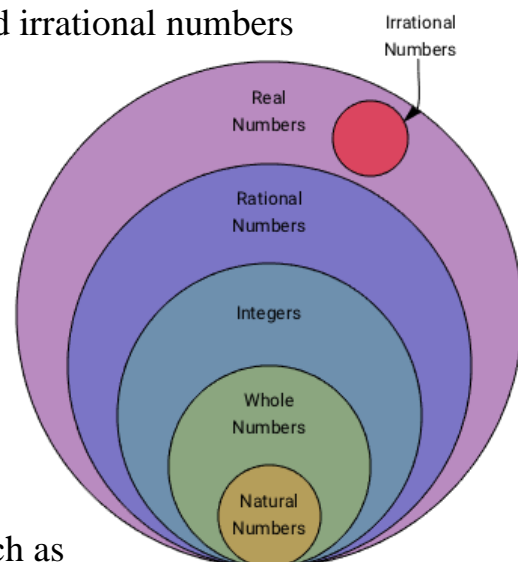 d irrational numbers
Irrational
Numbers
Real
Numbers
Rational
Numbers
Integers
Whole
Numbers
Natural
Numbers
ch as